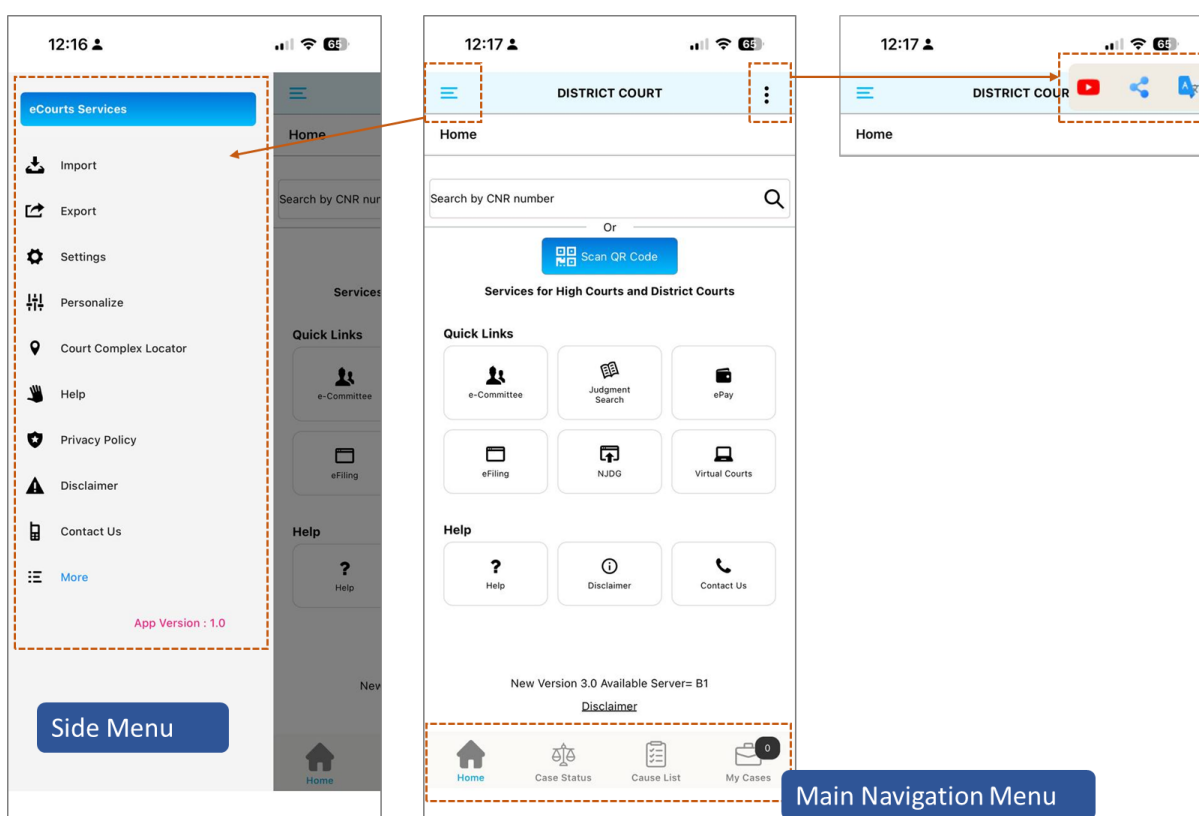 12:16
65
eCourts Services
Import
Export
Settings
Personalize
Court Complex Locator
Help
Privacy Policy
Disclaimer
Contact Us
More
App Version : 1.0
Side Menu
Home
Search by CNR nur
Services
Quick Links
e-Committee
eFiling
Help
Help
New
Home
12:17
65
DISTRICT COURT
Home
Search by CNR number
Or
Scan QR Code
Services for High Courts and District Courts
Quick Links
e-Committee
Judgment
Search
ePay
eFiling
NJDG
Virtual Courts
Help
Help
Disclaimer
Contact Us
New Version 3.0 Available Server= B1
Disclaimer
Home
Case Status
Cause List
0
My Cases
Main Navigation Menu
12:17
65
DISTRICT COUR
A
Home